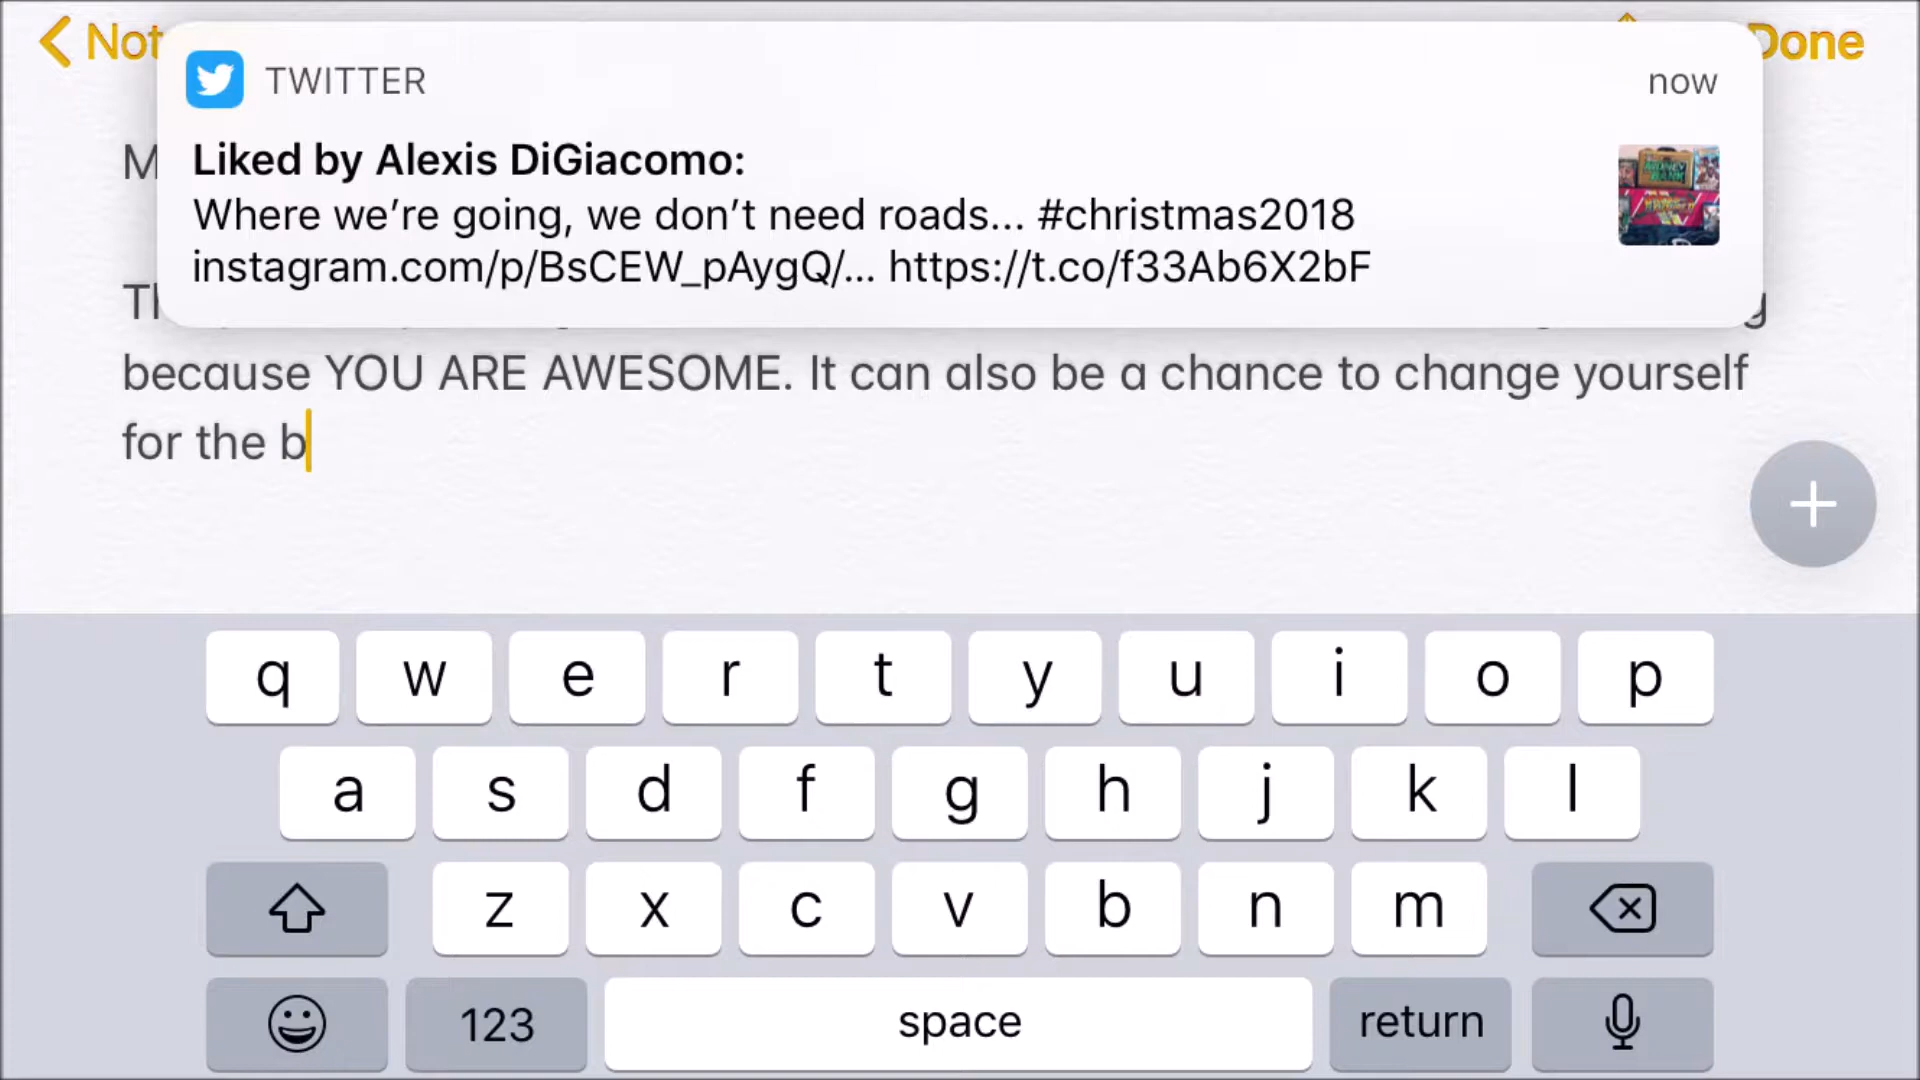 Not
Done
TWITTER
now
Liked by Alexis DiGiacomo:
Where we’re going, we don’t need roads... #christmas2018
instagram.com/p/BsCEW_pAygQ/... https://t.co/f33Ab6X2bF
because YOU ARE AWESOME. It can also be a chance to change yourself
for the b
q w e r t y u i o p
a s d f g h j k l
z x c v b n m
123 space return